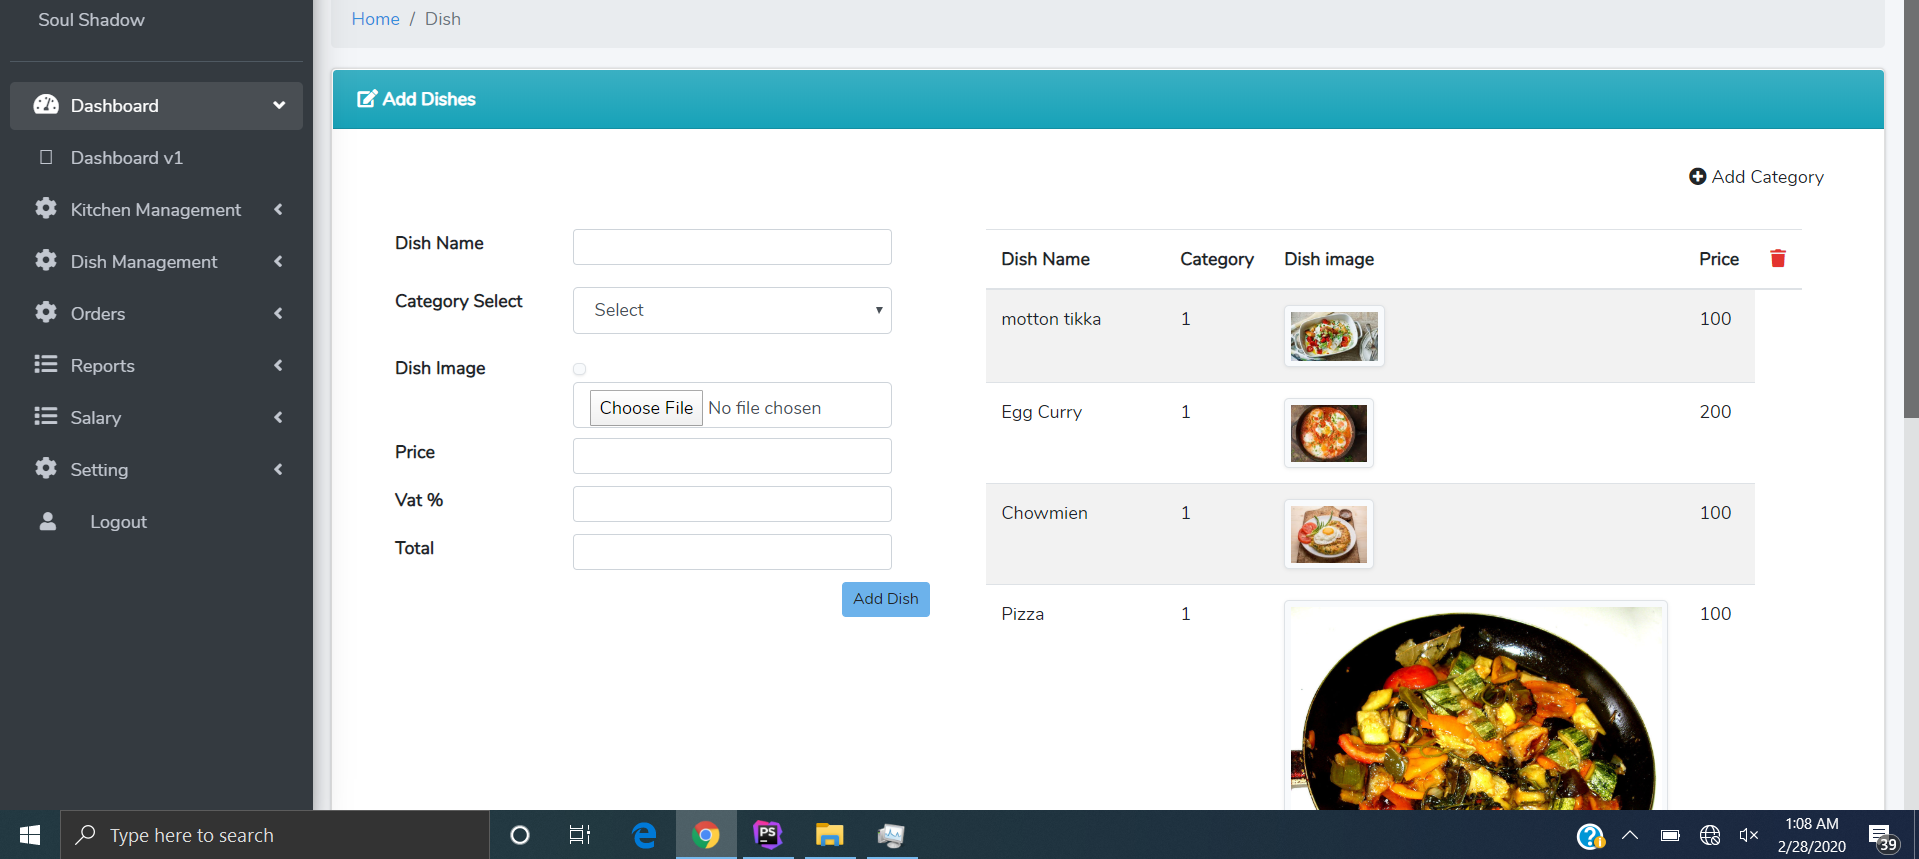 Soul Shadow
Dashboard
Dashboard v1
Kitchen Management
Dish Management
Orders
Reports
Salary
Setting
Logout
Home / Dish
Add Dishes
Add Category
Dish Name
Category Select
Select
Dish Image
Choose File No file chosen
Price
Vat %
Total
Add Dish
Dish Name Category Dish image Price
motton tikka 1 100
Egg Curry 1 200
Chowmien 1 100
Pizza 1 100
Type here to search
PS
1:08 AM
2/28/2020
39